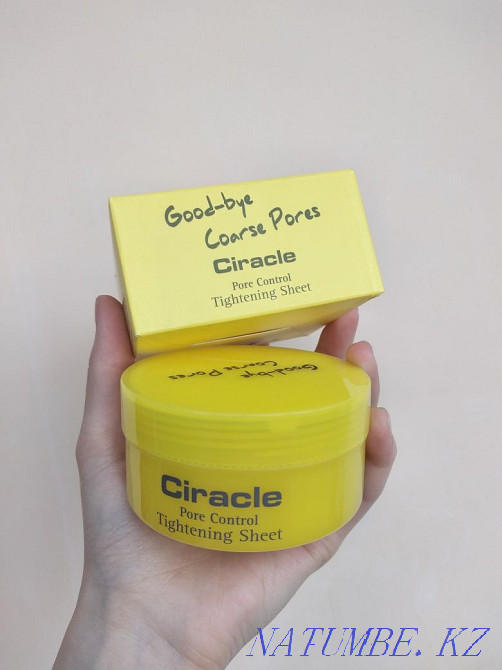 Good-bye
Coarse Pores
Ciracle
Pore Control
Tightening Sheet
Good-bye
Coarse Pores
Ciracle
Pore Control
Tightening Sheet
NATUMBE. KZ